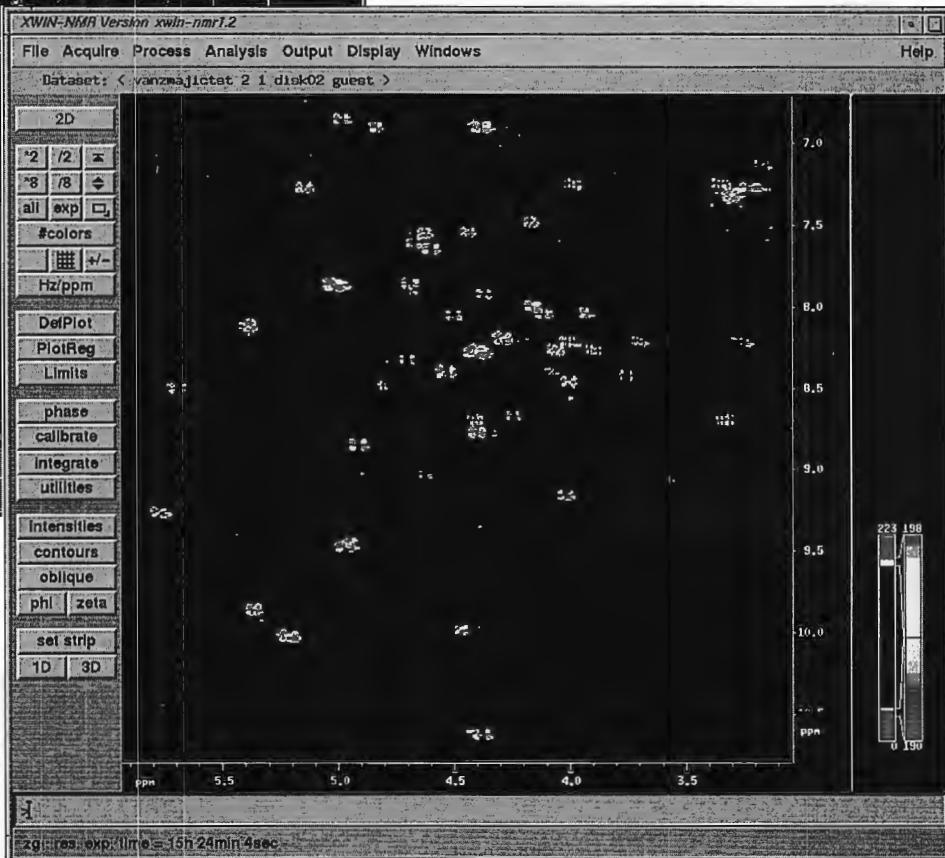 XWIN-NMR Version xwin-nmr1.2
File Acquire Process Analysis Output Display Windows Help
Dataset: < vanzmajictst 2 1 disk02 guest >
2D
*2 /2
*8 /8
all exp
#colors
+/-
Hz/ppm
DefPlot
PlotReg
Limits
phase
calibrate
integrate
utilities
intensities
contours
oblique
phi zeta
set strip
1D 3D
7.0
7.5
8.0
8.5
9.0
9.5
10.0
ppm
223 198
0 190
ppm 5.5 5.0 4.5 4.0 3.5
zg: res. exp. time = 15h 24min 4sec